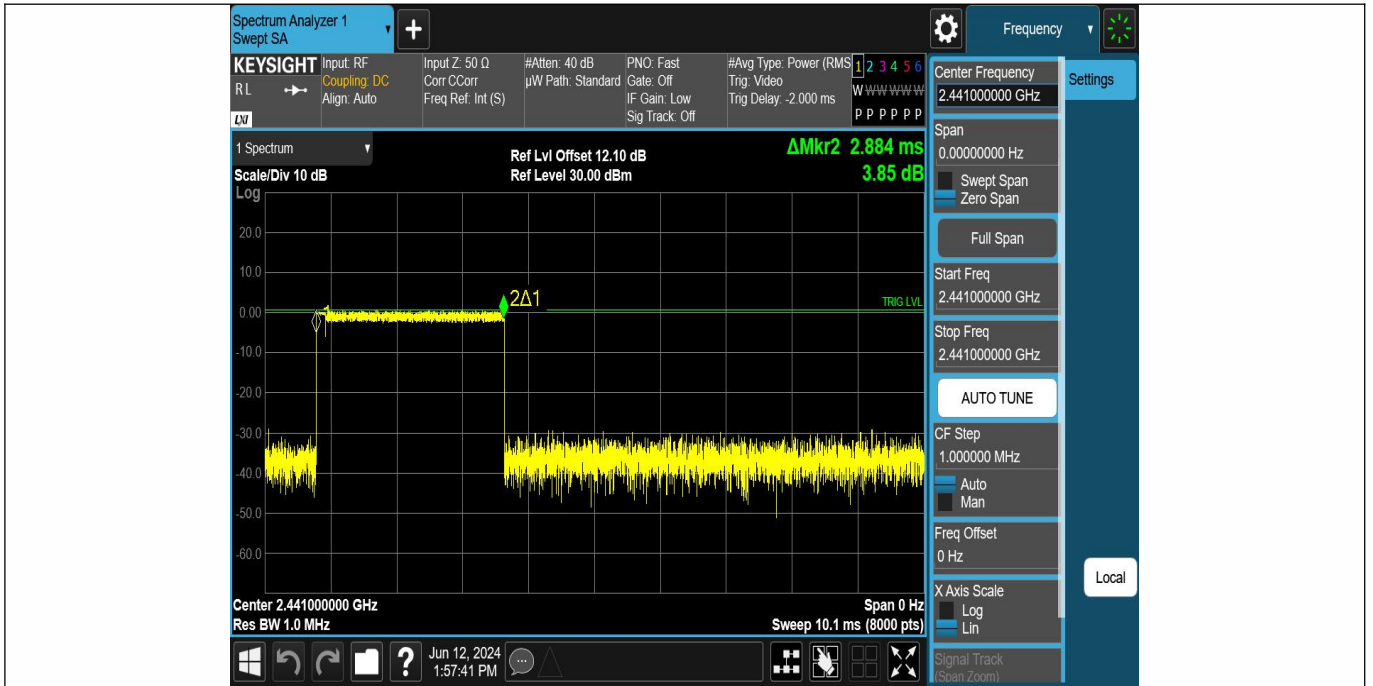 Spectrum Analyzer 1
Swept SA
+
Frequency
KEYSIGHT
R L
LXI
Input: RF
Coupling: DC
Align: Auto
Input Z: 50 Ω
Corr CCorr
Freq Ref: Int (S)
#Atten: 40 dB
µW Path: Standard
PNO: Fast
Gate: Off
IF Gain: Low
Sig Track: Off
#Avg Type: Power (RMS
Trig: Video
Trig Delay: -2.000 ms
1 2 3 4 5 6
W W W W W W
P P P P P P
1 Spectrum
Scale/Div 10 dB
Ref Lvl Offset 12.10 dB
Ref Level 30.00 dBm
ΔMkr2 2.884 ms
3.85 dB
Log
20.0
10.0
0.00
-10.0
-20.0
-30.0
-40.0
-50.0
-60.0
1
2Δ1
TRIG LVL
Center 2.441000000 GHz
Res BW 1.0 MHz
Span 0 Hz
Sweep 10.1 ms (8000 pts)
Center Frequency
2.441000000 GHz
Settings
Span
0.00000000 Hz
Swept Span
Zero Span
Full Span
Start Freq
2.441000000 GHz
Stop Freq
2.441000000 GHz
AUTO TUNE
CF Step
1.000000 MHz
Auto
Man
Freq Offset
0 Hz
X Axis Scale
Log
Lin
Signal Track
(Span Zoom)
Local
?
Jun 12, 2024
1:57:41 PM